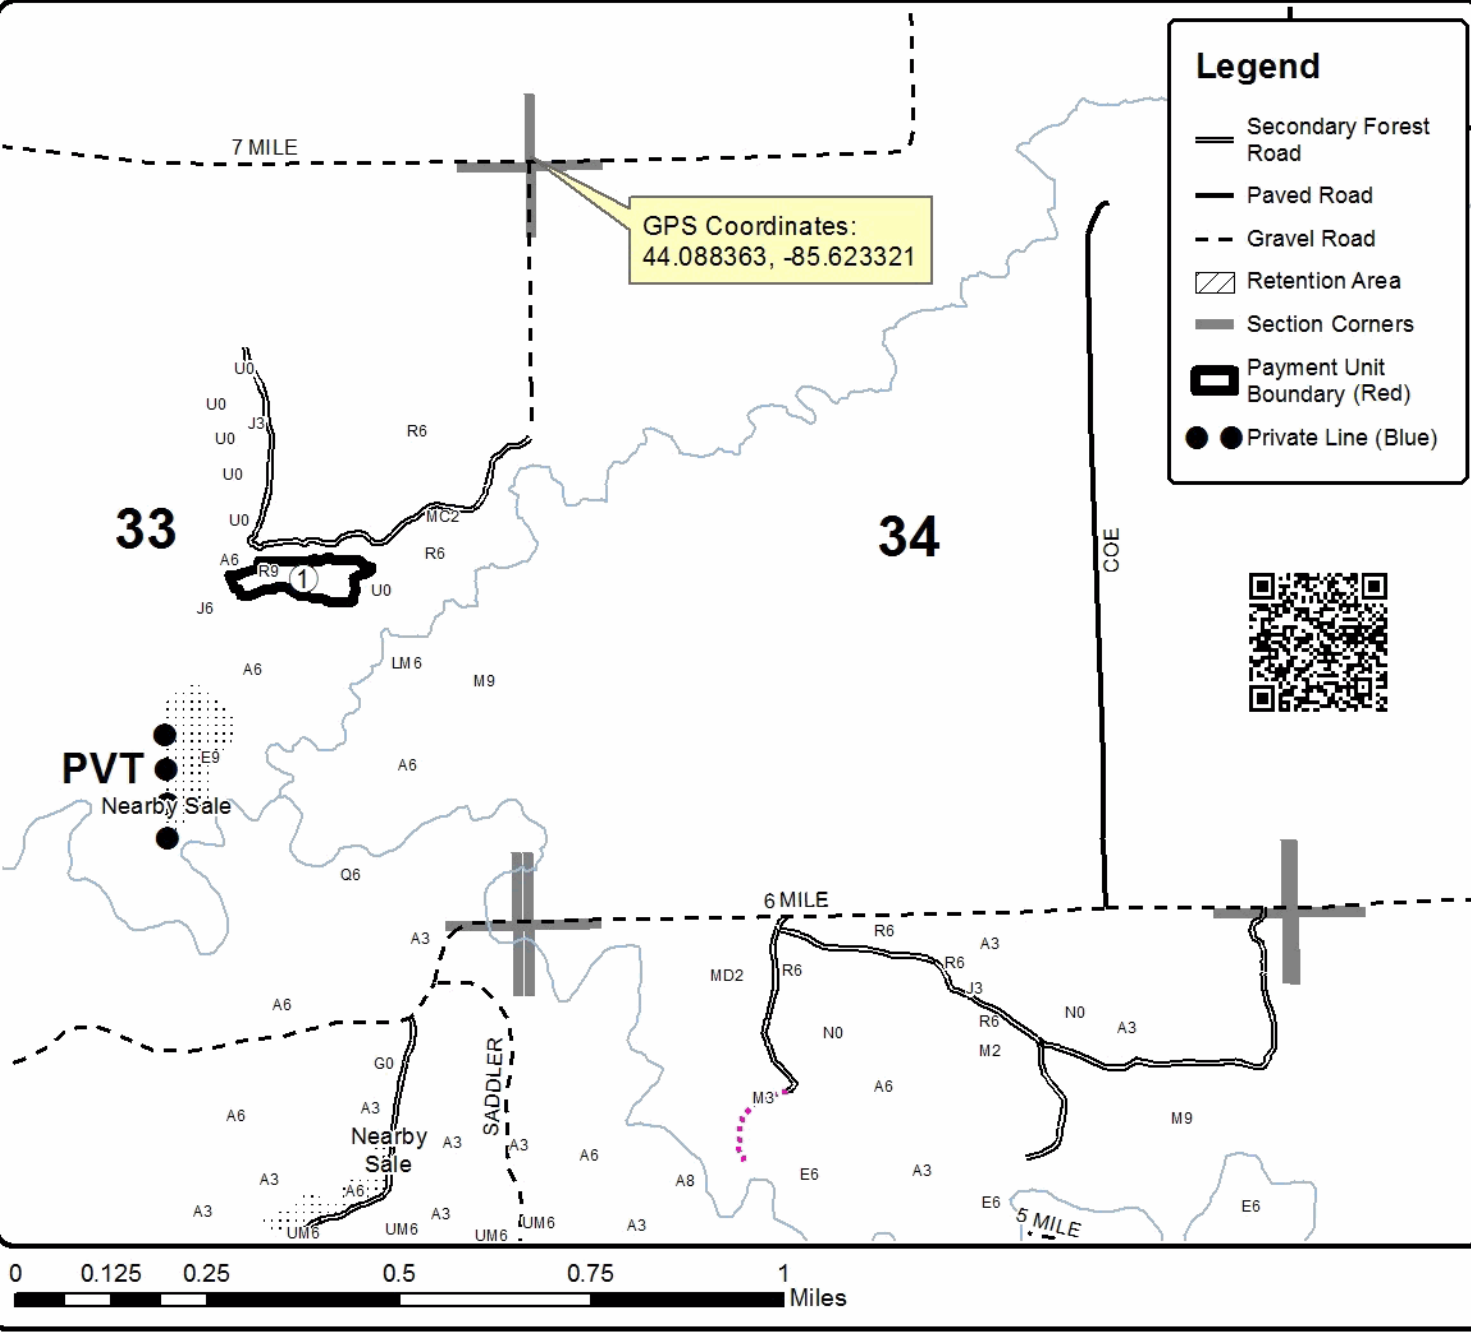 Legend
Secondary Forest
Road
Paved Road
Gravel Road
Retention Area
Section Corners
Payment Unit
Boundary (Red)
Private Line (Blue)
7 MILE
GPS Coordinates:
44.088363, -85.623321
U0
U0
J3
R6
U0
U0
MC2
U0
33
34
COE
A6
R6
R9
1
U0
J6
LM6
A6
M9
E9
PVT
A6
Nearby Sale
Q6
6 MILE
A3
R6
A3
R6
MD2
R6
J3
A6
N0
R6
A3
N0
M2
G0
SADDLER
A6
M3
A3
A6
M9
Nearby
Sale
A3
A3
A6
A3
A6
A8
E6
A3
E6
E6
A3
A3
UM6
UM6
UM6
UM6
A3
5 MILE
0
0.125
0.25
0.5
0.75
1
Miles